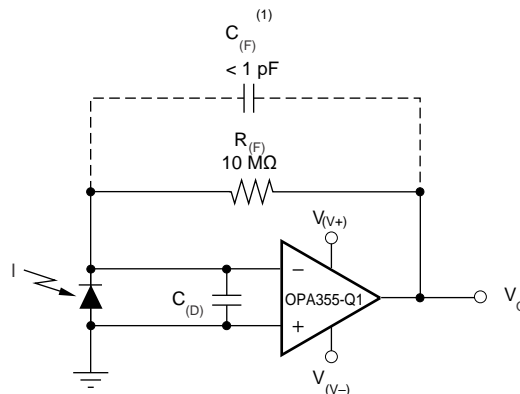 C(F) (1)
< 1 pF
R(F)
10 MΩ
V(V+)
I
−
OPA355-Q1
C(D)
+
V(V−)